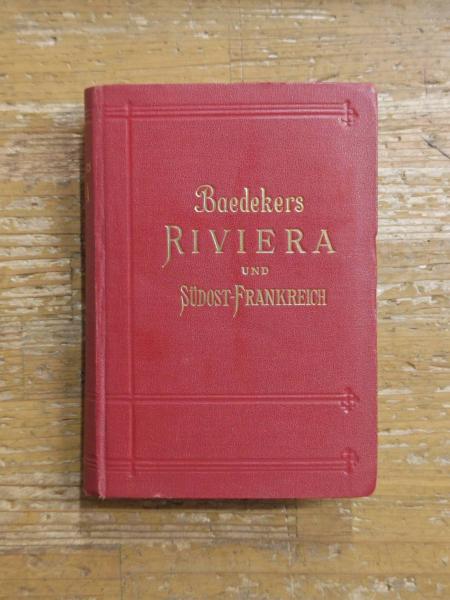 Baedekers
RIVIERA
UND
SÜDOST-FRANKREICH